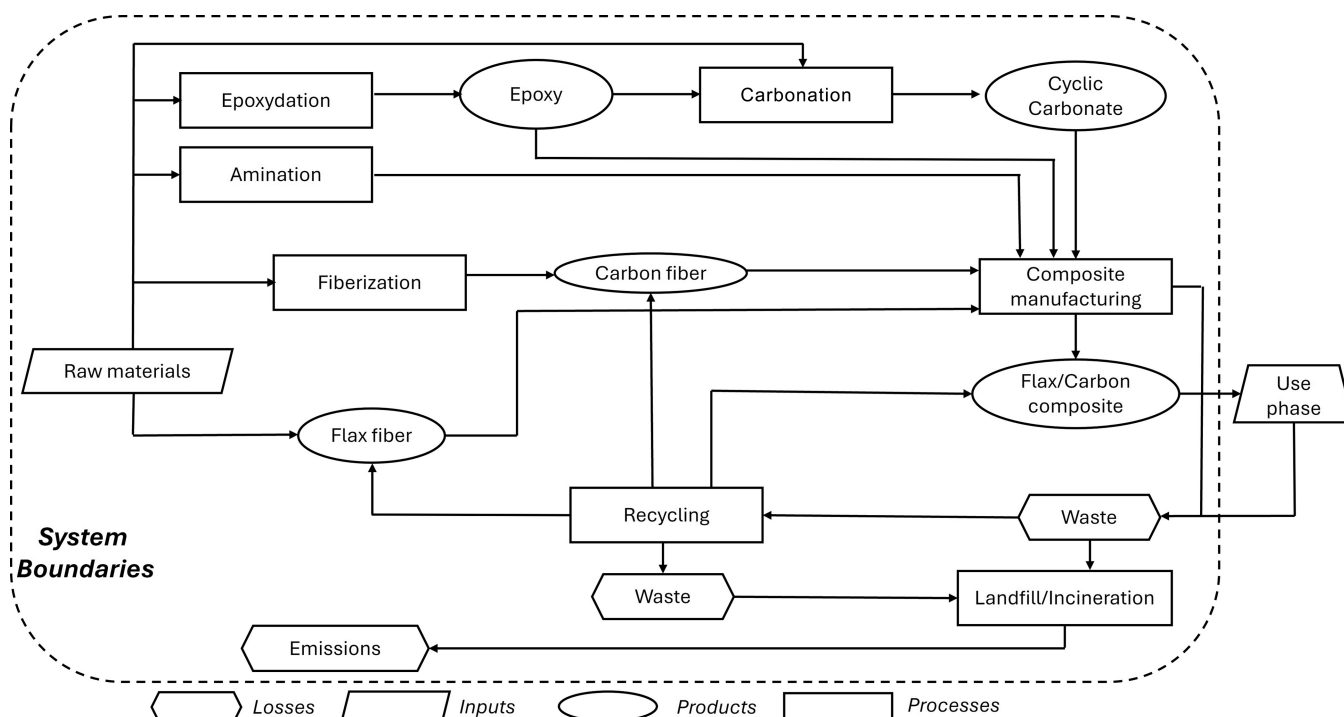 Epoxydation
Epoxy
Carbonation
Cyclic
Carbonate
Amination
Fiberization
Carbon fiber
Composite
manufacturing
Raw materials
Flax/Carbon
composite
Use
phase
Flax fiber
Recycling
Waste
System
Boundaries
Waste
Landfill/Incineration
Emissions
Losses
Inputs
Products
Processes